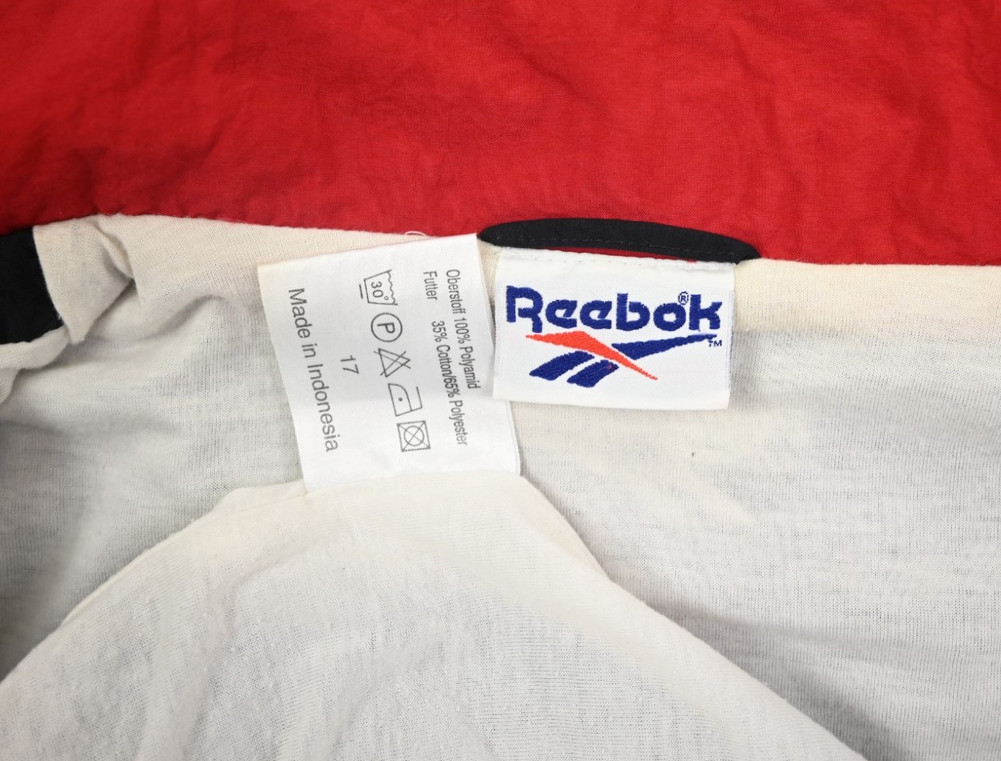 Oberstoff 100% Polyamid
Futter 35% Cotton/65% Polyester
30°
P
17
Made in Indonesia
Reebok®
TM